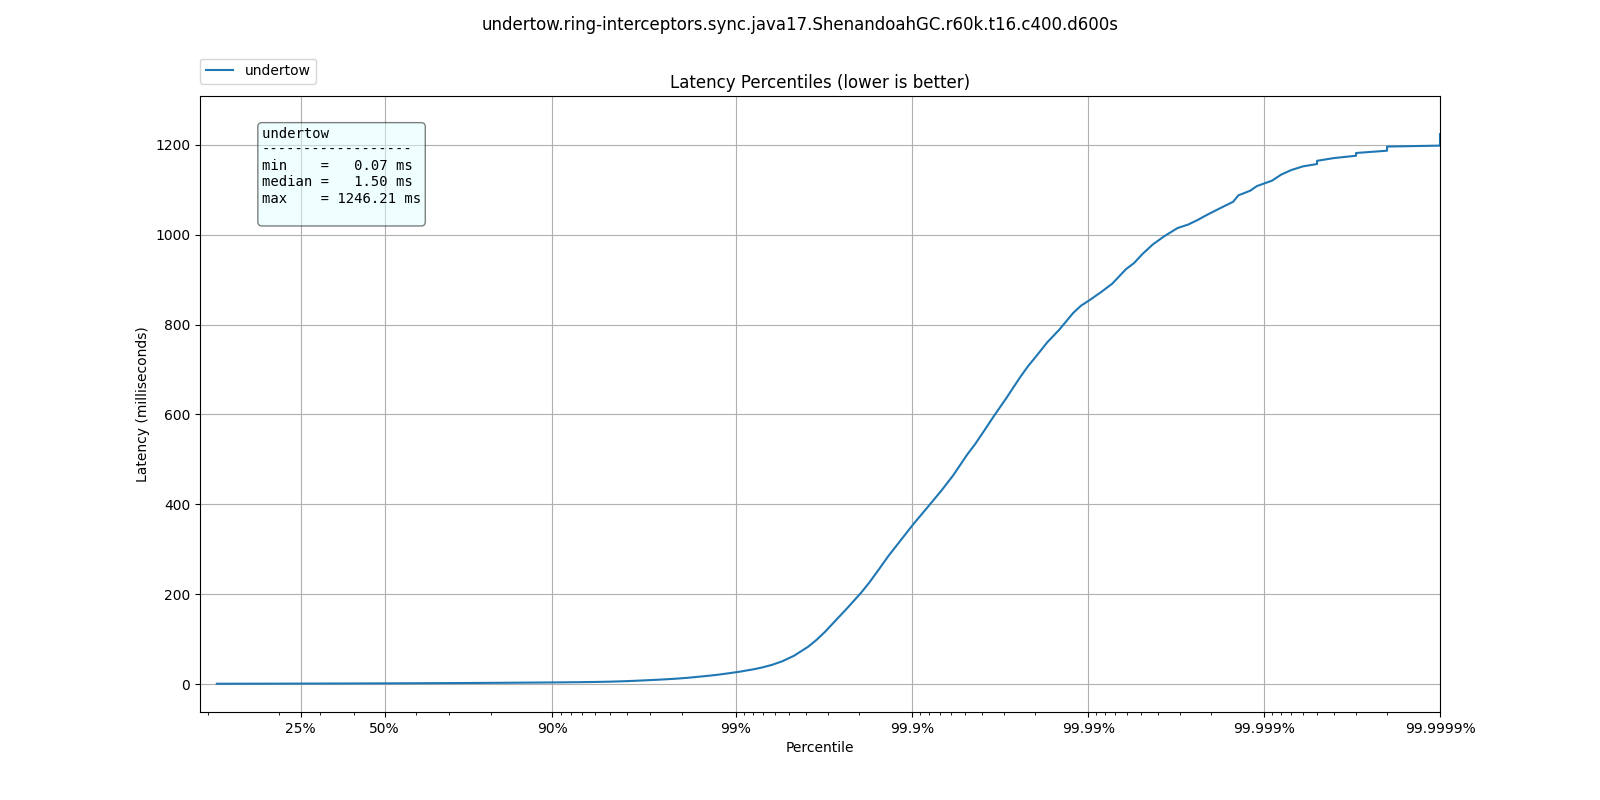 undertow.ring-interceptors.sync.java17.ShenandoahGC.r60k.t16.c400.d600s
undertow
Latency Percentiles (lower is better)
undertow
------------------
min    =   0.07 ms
median =   1.50 ms
max    = 1246.21 ms
1200
1000
800
600
400
200
0
Latency (milliseconds)
25% 50% 90% 99% 99.9% 99.99% 99.999% 99.9999%
Percentile